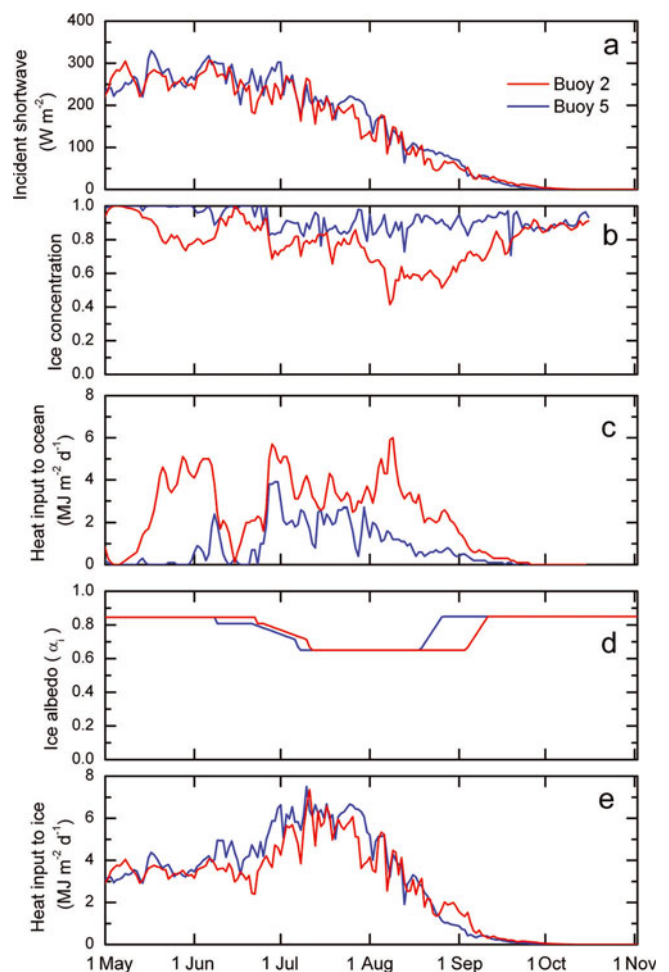 a
Buoy 2
Buoy 5
Incident shortwave
(W m-2)
400
300
200
100
0
b
Ice concentration
1.0
0.8
0.6
0.4
0.2
0.0
c
Heat input to ocean
(MJ m-2 d-1)
8
6
4
2
0
d
Ice albedo (αi)
1.0
0.8
0.6
0.4
0.2
0.0
e
Heat input to ice
(MJ m-2 d-1)
8
6
4
2
0
1 May 1 Jun 1 Jul 1 Aug 1 Sep 1Oct 1 Nov